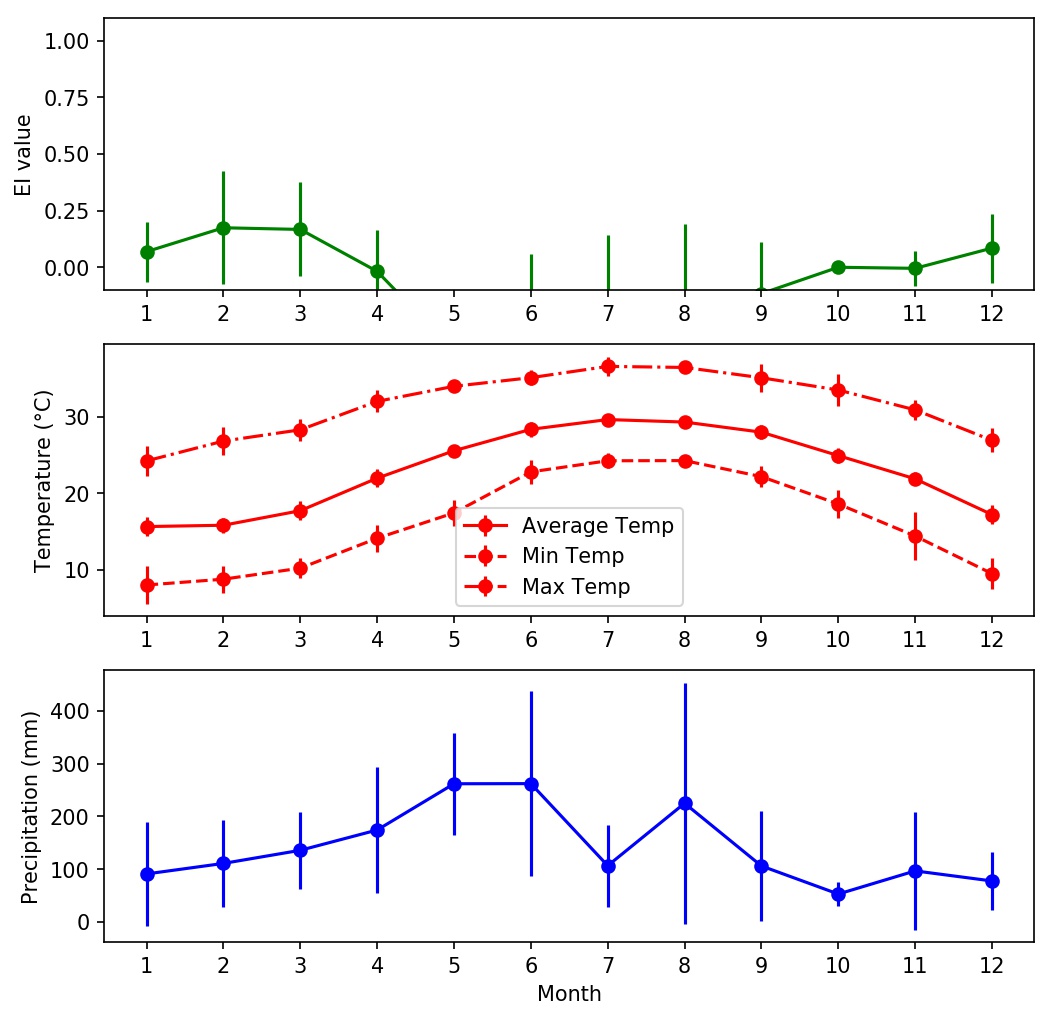 EI value
1.00
0.75
0.50
0.25
0.00
1 2 3 4 5 6 7 8 9 10 11 12
Temperature (°C)
30
20
10
Average Temp
Min Temp
Max Temp
1 2 3 4 5 6 7 8 9 10 11 12
Precipitation (mm)
400
300
200
100
0
1 2 3 4 5 6 7 8 9 10 11 12
Month